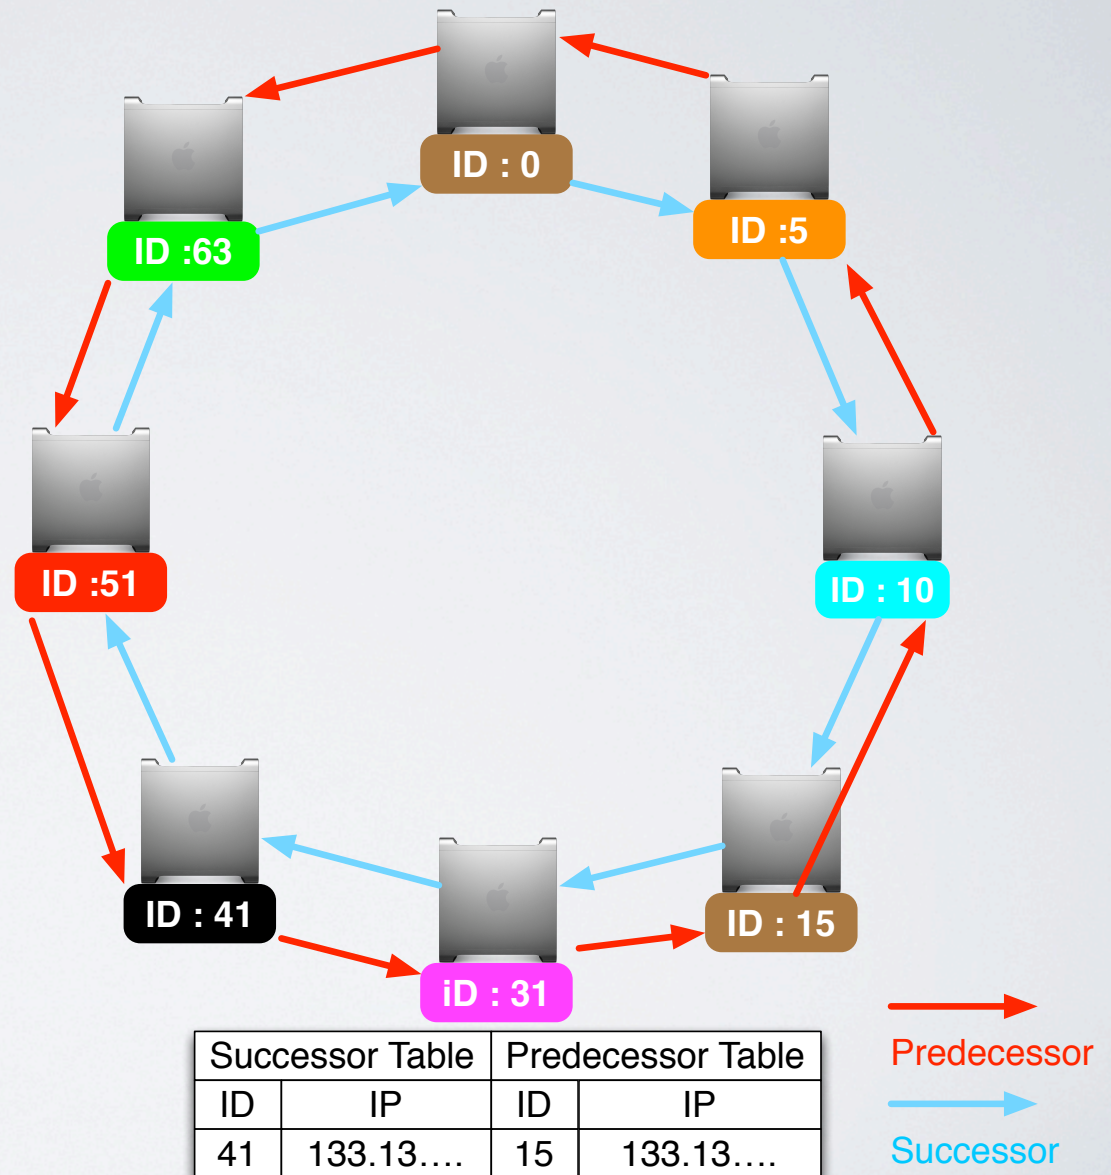 ID : 0
ID :5
ID :63
ID :51
ID : 10
ID : 41
ID : 15
iD : 31
Successor Table Predecessor Table
ID IP ID IP
41 133.13.... 15 133.13....
Predecessor
Successor